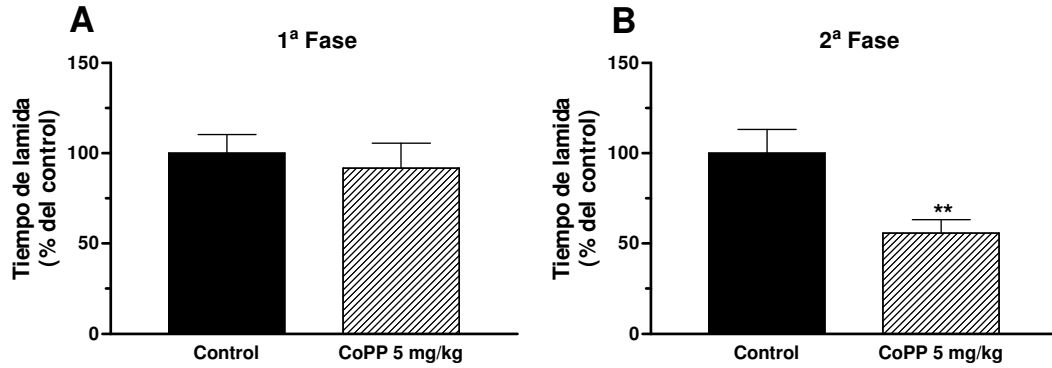 A
1ª Fase
Tiempo de lamida
(% del control)
150
100
50
0
Control
CoPP 5 mg/kg
B
2ª Fase
Tiempo de lamida
(% del control)
150
100
50
0
**
Control
CoPP 5 mg/kg